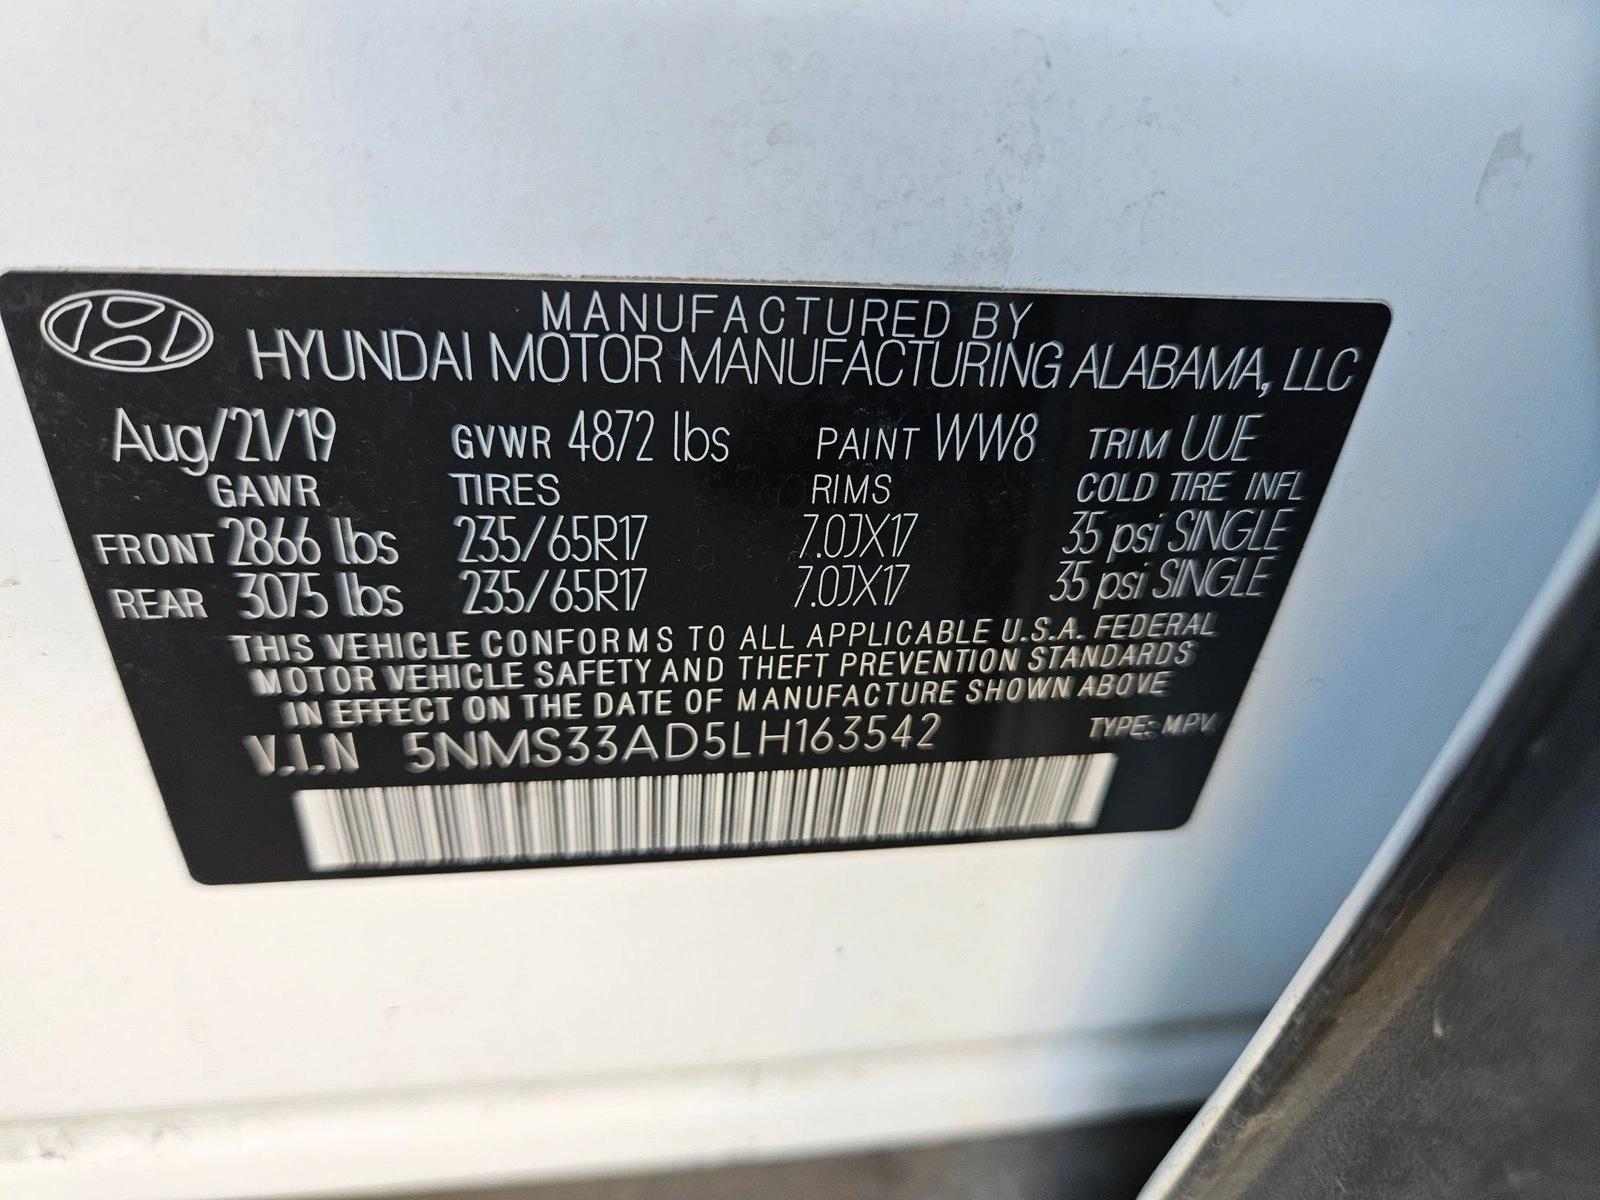 MANUFACTURED BY
HYUNDAI MOTOR MANUFACTURING ALABAMA, LLC
Aug/21/19 GVWR 4872 lbs PAINT WW8 TRIM UUE
GAWR TIRES RIMS COLD TIRE INFL
FRONT 2866 lbs 235/65R17 7.0JX17 35 psi SINGLE
REAR 3075 lbs 235/65R17 7.0JX17 35 psi SINGLE
THIS VEHICLE CONFORMS TO ALL APPLICABLE U.S.A. FEDERAL
MOTOR VEHICLE SAFETY AND THEFT PREVENTION STANDARDS
IN EFFECT ON THE DATE OF MANUFACTURE SHOWN ABOVE
V.I.N 5NMS33AD5LH163542 TYPE: MPV